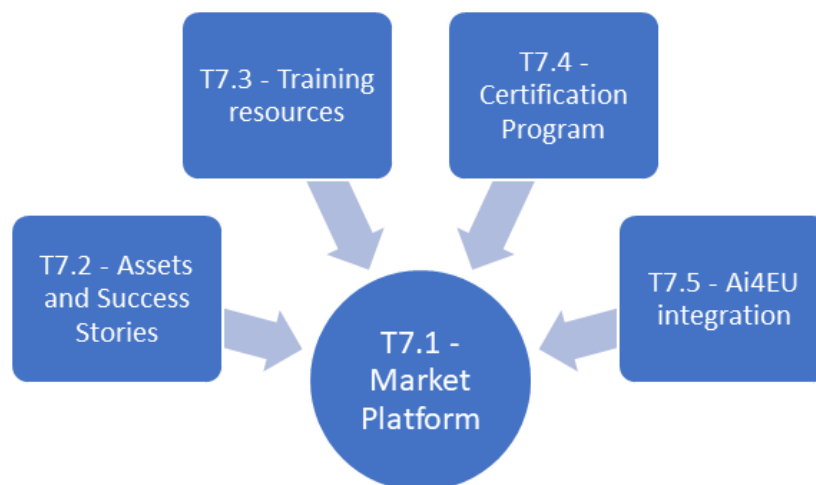 T7.3 - Training
resources
T7.4 -
Certification
Program
T7.2 - Assets
and Success
Stories
T7.5 - Ai4EU
integration
T7.1 -
Market
Platform